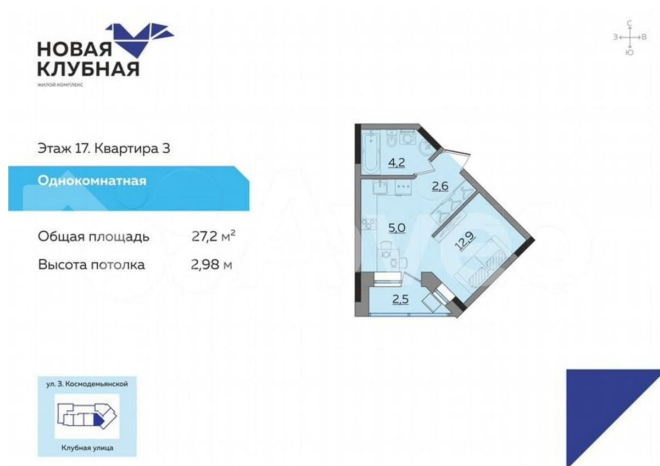 НОВАЯ
КЛУБНАЯ
ЖИЛОЙ КОМПЛЕКС
С
З В
Ю
Этаж 17. Квартира 3
Однокомнатная
Общая площадь 27,2 м²
Высота потолка 2,98 м
4,2
2,6
5,0
12,9
2,5
ул. З. Космодемьянской
Клубная улица